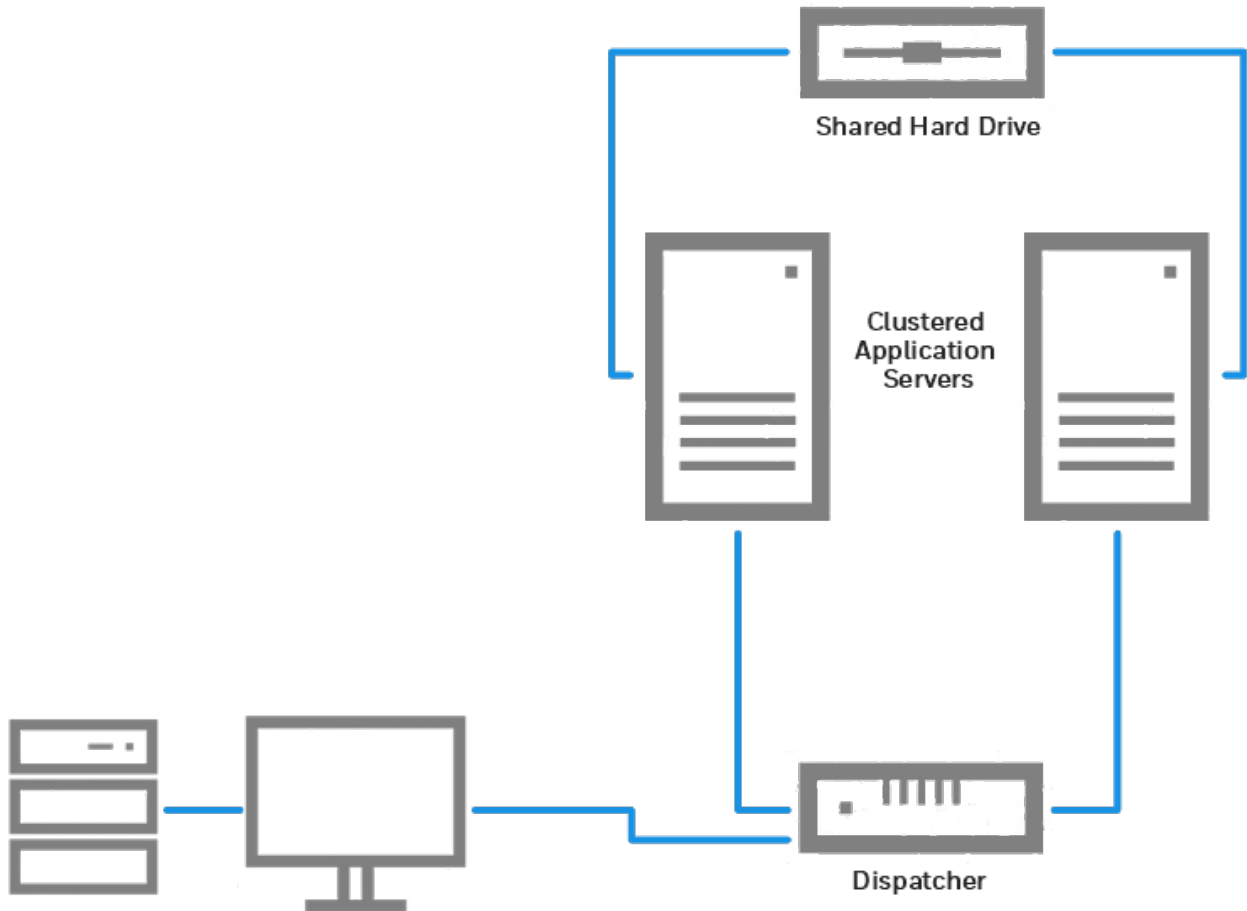 Shared Hard Drive
Clustered
Application
Servers
Dispatcher